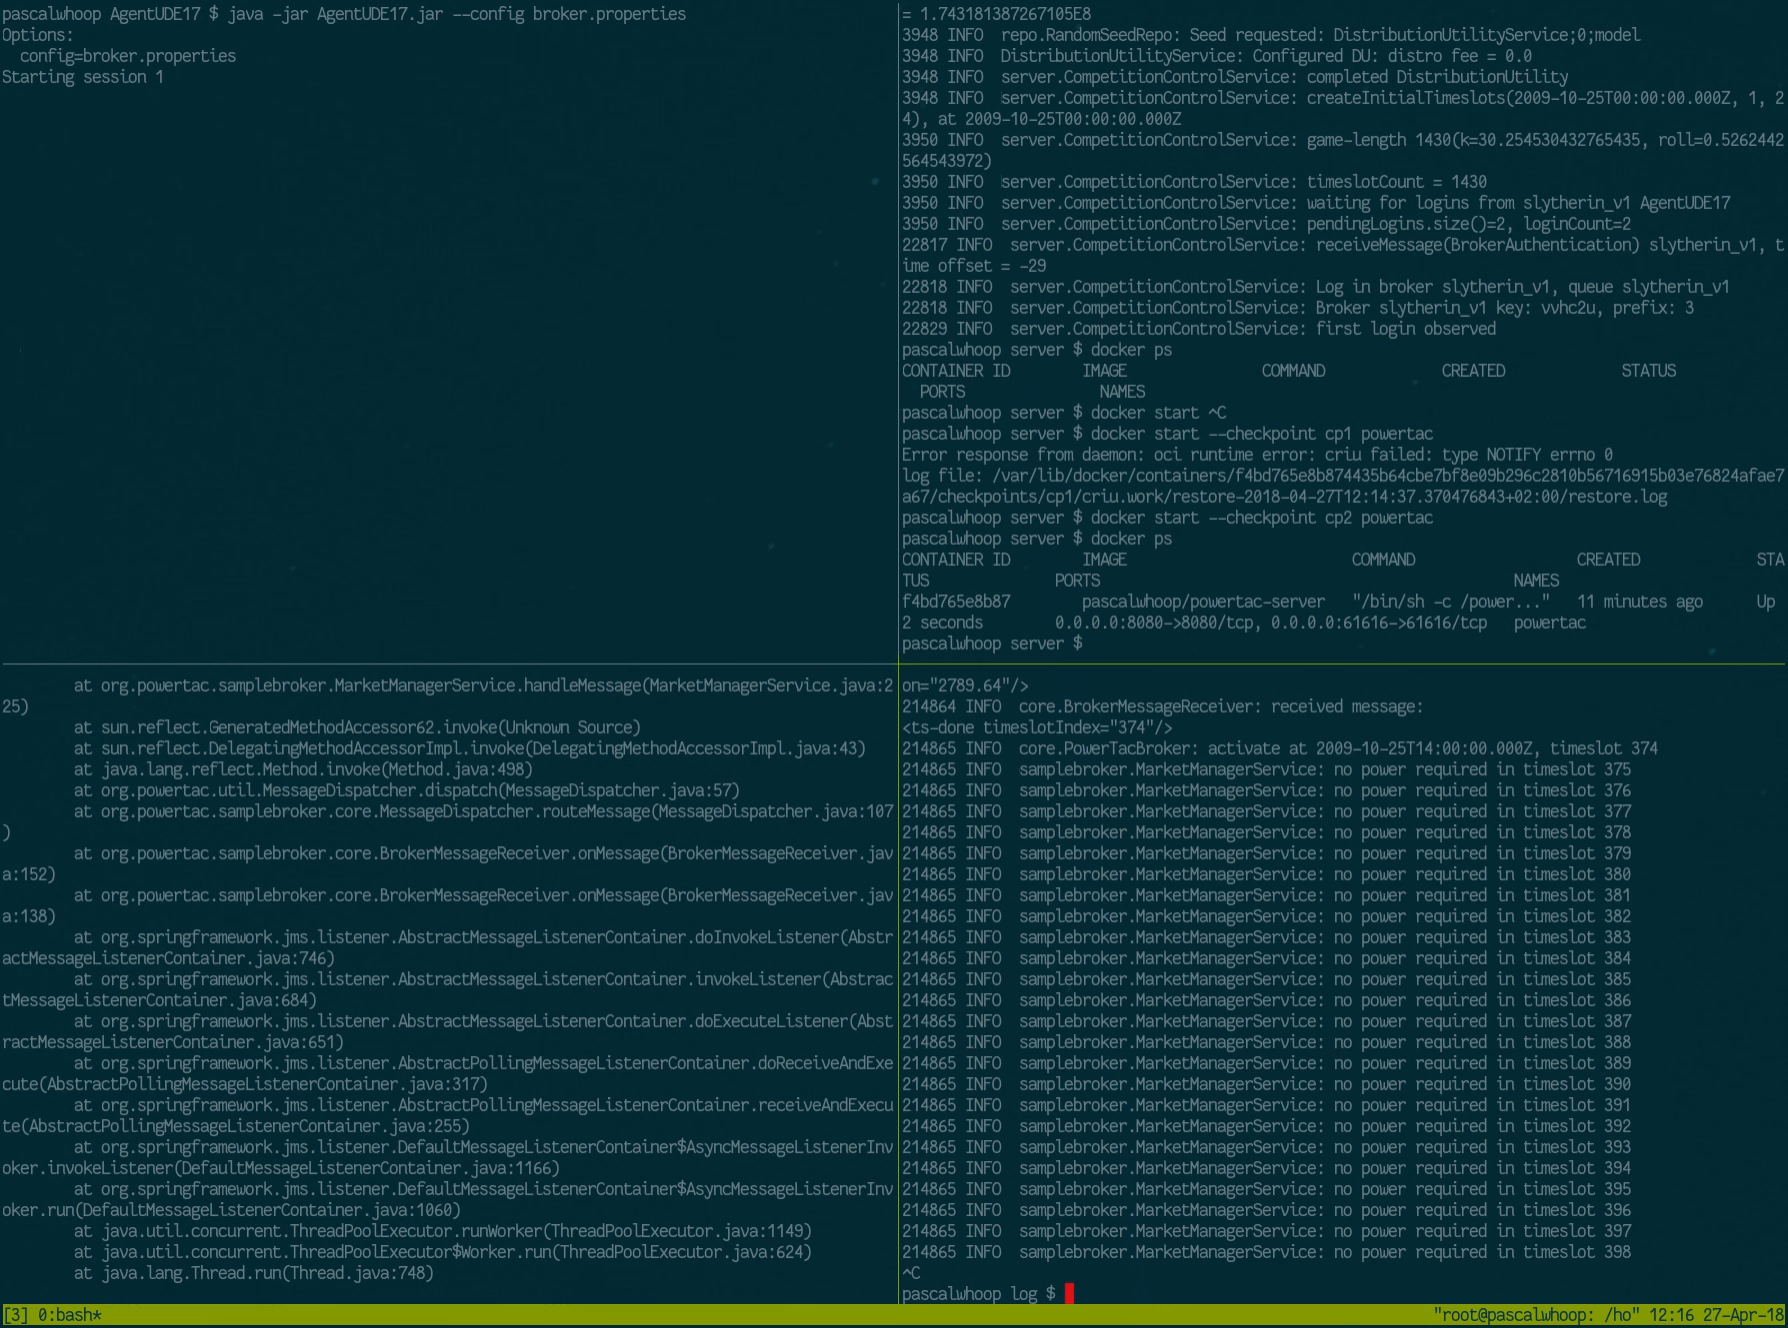 pascalwhoop AgentUDE17 $ java -jar AgentUDE17.jar --config broker.properties
Options:
  config=broker.properties
Starting session 1
= 1.743181387267105E8
3948 INFO  repo.RandomSeedRepo: Seed requested: DistributionUtilityService;0;model
3948 INFO  DistributionUtilityService: Configured DU: distro fee = 0.0
3948 INFO  server.CompetitionControlService: completed DistributionUtility
3948 INFO  server.CompetitionControlService: createInitialTimeslots(2009-10-25T00:00:00.000Z, 1, 2
4), at 2009-10-25T00:00:00.000Z
3950 INFO  server.CompetitionControlService: game-length 1430(k=30.254530432765435, roll=0.5262442
564543972)
3950 INFO  server.CompetitionControlService: timeslotCount = 1430
3950 INFO  server.CompetitionControlService: waiting for logins from slytherin_v1 AgentUDE17
3950 INFO  server.CompetitionControlService: pendingLogins.size()=2, loginCount=2
22817 INFO  server.CompetitionControlService: receiveMessage(BrokerAuthentication) slytherin_v1, t
ime offset = -29
22818 INFO  server.CompetitionControlService: Log in broker slytherin_v1, queue slytherin_v1
22818 INFO  server.CompetitionControlService: Broker slytherin_v1 key: vvhc2u, prefix: 3
22829 INFO  server.CompetitionControlService: first login observed
pascalwhoop server $ docker ps
CONTAINER ID        IMAGE               COMMAND             CREATED             STATUS
  PORTS               NAMES
pascalwhoop server $ docker start ^C
pascalwhoop server $ docker start --checkpoint cp1 powertac
Error response from daemon: oci runtime error: criu failed: type NOTIFY errno 0
log file: /var/lib/docker/containers/f4bd765e8b874435b64cbe7bf8e09b296c2810b56716915b03e76824afae7
a67/checkpoints/cp1/criu.work/restore-2018-04-27T12:14:37.370476843+02:00/restore.log
pascalwhoop server $ docker start --checkpoint cp2 powertac
pascalwhoop server $ docker ps
CONTAINER ID        IMAGE                         COMMAND                  CREATED             STA
TUS              PORTS                                              NAMES
f4bd765e8b87        pascalwhoop/powertac-server   "/bin/sh -c /power..."   11 minutes ago      Up
2 seconds        0.0.0.0:8080->8080/tcp, 0.0.0.0:61616->61616/tcp   powertac
pascalwhoop server $
        at org.powertac.samplebroker.MarketManagerService.handleMessage(MarketManagerService.java:2
25)
        at sun.reflect.GeneratedMethodAccessor62.invoke(Unknown Source)
        at sun.reflect.DelegatingMethodAccessorImpl.invoke(DelegatingMethodAccessorImpl.java:43)
        at java.lang.reflect.Method.invoke(Method.java:498)
        at org.powertac.util.MessageDispatcher.dispatch(MessageDispatcher.java:57)
        at org.powertac.samplebroker.core.MessageDispatcher.routeMessage(MessageDispatcher.java:107
)
        at org.powertac.samplebroker.core.BrokerMessageReceiver.onMessage(BrokerMessageReceiver.jav
a:152)
        at org.powertac.samplebroker.core.BrokerMessageReceiver.onMessage(BrokerMessageReceiver.jav
a:138)
        at org.springframework.jms.listener.AbstractMessageListenerContainer.doInvokeListener(Abstr
actMessageListenerContainer.java:746)
        at org.springframework.jms.listener.AbstractMessageListenerContainer.invokeListener(Abstrac
tMessageListenerContainer.java:684)
        at org.springframework.jms.listener.AbstractMessageListenerContainer.doExecuteListener(Abst
ractMessageListenerContainer.java:651)
        at org.springframework.jms.listener.AbstractPollingMessageListenerContainer.doReceiveAndExe
cute(AbstractPollingMessageListenerContainer.java:317)
        at org.springframework.jms.listener.AbstractPollingMessageListenerContainer.receiveAndExecu
te(AbstractPollingMessageListenerContainer.java:255)
        at org.springframework.jms.listener.DefaultMessageListenerContainer$AsyncMessageListenerInv
oker.invokeListener(DefaultMessageListenerContainer.java:1166)
        at org.springframework.jms.listener.DefaultMessageListenerContainer$AsyncMessageListenerInv
oker.run(DefaultMessageListenerContainer.java:1060)
        at java.util.concurrent.ThreadPoolExecutor.runWorker(ThreadPoolExecutor.java:1149)
        at java.util.concurrent.ThreadPoolExecutor$Worker.run(ThreadPoolExecutor.java:624)
        at java.lang.Thread.run(Thread.java:748)
on="2789.64"/>
214864 INFO  core.BrokerMessageReceiver: received message:
<ts-done timeslotIndex="374"/>
214865 INFO  core.PowerTacBroker: activate at 2009-10-25T14:00:00.000Z, timeslot 374
214865 INFO  samplebroker.MarketManagerService: no power required in timeslot 375
214865 INFO  samplebroker.MarketManagerService: no power required in timeslot 376
214865 INFO  samplebroker.MarketManagerService: no power required in timeslot 377
214865 INFO  samplebroker.MarketManagerService: no power required in timeslot 378
214865 INFO  samplebroker.MarketManagerService: no power required in timeslot 379
214865 INFO  samplebroker.MarketManagerService: no power required in timeslot 380
214865 INFO  samplebroker.MarketManagerService: no power required in timeslot 381
214865 INFO  samplebroker.MarketManagerService: no power required in timeslot 382
214865 INFO  samplebroker.MarketManagerService: no power required in timeslot 383
214865 INFO  samplebroker.MarketManagerService: no power required in timeslot 384
214865 INFO  samplebroker.MarketManagerService: no power required in timeslot 385
214865 INFO  samplebroker.MarketManagerService: no power required in timeslot 386
214865 INFO  samplebroker.MarketManagerService: no power required in timeslot 387
214865 INFO  samplebroker.MarketManagerService: no power required in timeslot 388
214865 INFO  samplebroker.MarketManagerService: no power required in timeslot 389
214865 INFO  samplebroker.MarketManagerService: no power required in timeslot 390
214865 INFO  samplebroker.MarketManagerService: no power required in timeslot 391
214865 INFO  samplebroker.MarketManagerService: no power required in timeslot 392
214865 INFO  samplebroker.MarketManagerService: no power required in timeslot 393
214865 INFO  samplebroker.MarketManagerService: no power required in timeslot 394
214865 INFO  samplebroker.MarketManagerService: no power required in timeslot 395
214865 INFO  samplebroker.MarketManagerService: no power required in timeslot 396
214865 INFO  samplebroker.MarketManagerService: no power required in timeslot 397
214865 INFO  samplebroker.MarketManagerService: no power required in timeslot 398
^C
pascalwhoop log $
[3] 0:bash* "root@pascalwhoop: /ho" 12:16 27-Apr-18